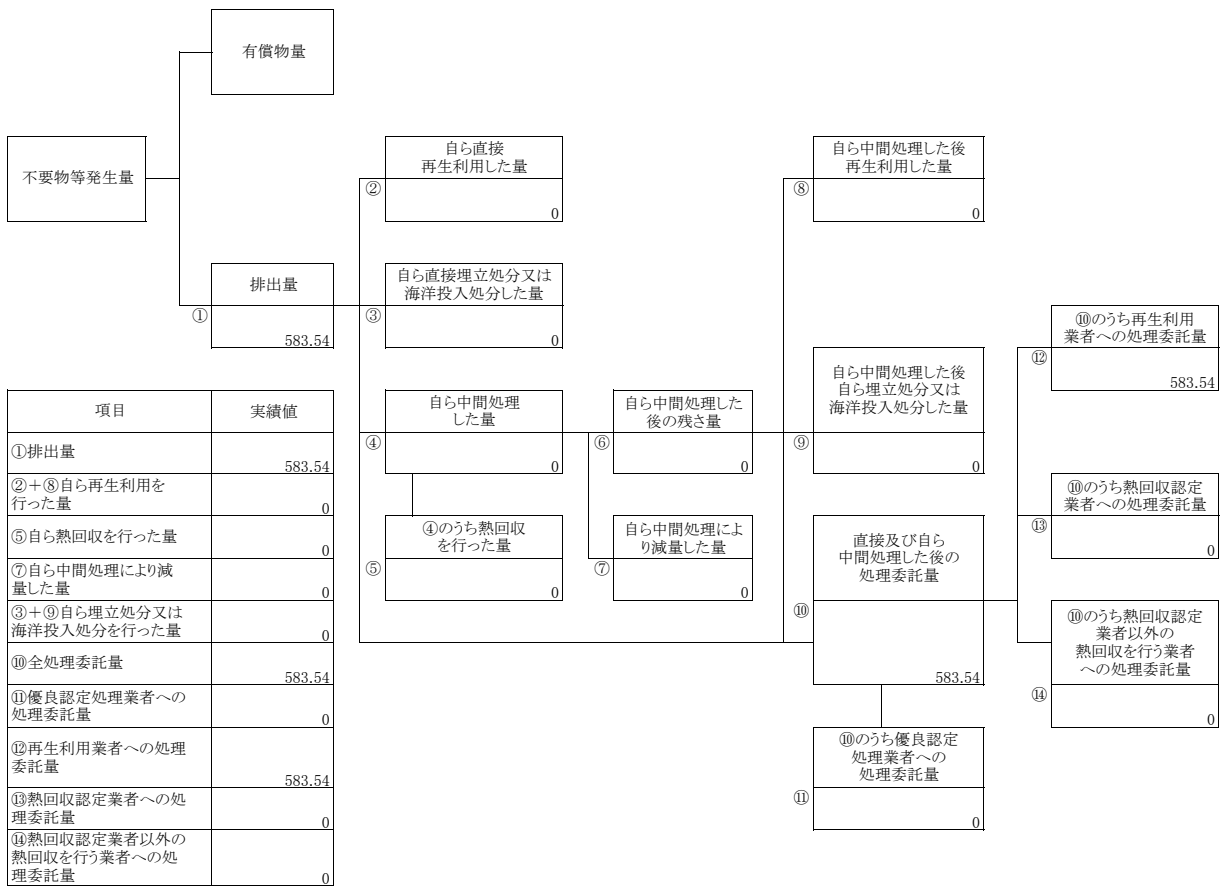 有償物量
不要物等発生量
自ら直接
再生利用した量
②
0
自ら中間処理した後
再生利用した量
⑧
0
排出量
①
583.54
自ら直接埋立処分又は
海洋投入処分した量
③
0
⑩のうち再生利用
業者への処理委託量
⑫
583.54
自ら中間処理
した量
④
0
自ら中間処理した
後の残さ量
⑥
0
自ら中間処理した後
自ら埋立処分又は
海洋投入処分した量
⑨
0
⑩のうち熱回収認定
業者への処理委託量
⑬
0
④のうち熱回収
を行った量
⑤
0
自ら中間処理によ
り減量した量
⑦
0
直接及び自ら
中間処理した後の
処理委託量
⑩
583.54
⑩のうち熱回収認定
業者以外の
熱回収を行う業者
への処理委託量
⑭
0
⑩のうち優良認定
処理業者への
処理委託量
⑪
0
項目 実績値
①排出量 583.54
②＋⑧自ら再生利用を
行った量 0
⑤自ら熱回収を行った量 0
⑦自ら中間処理により減
量した量 0
③＋⑨自ら埋立処分又は
海洋投入処分を行った量 0
⑩全処理委託量 583.54
⑪優良認定処理業者への
処理委託量 0
⑫再生利用業者への処理
委託量 583.54
⑬熱回収認定業者への処
理委託量 0
⑭熱回収認定業者以外の
熱回収を行う業者への処
理委託量 0